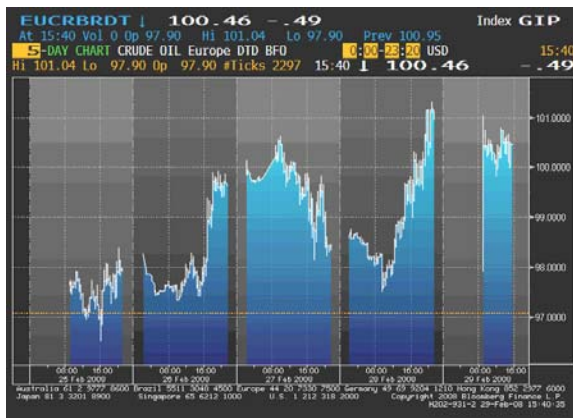 EUCRBRDT ↓ 100.46 -.49 Index GIP
At 15:40 Vol 0 Op 97.90 Hi 101.04 Lo 97.90 Prev 100.95
5-DAY CHART CRUDE OIL Europe DTD BFO 0:00-23:20 USD 15:40
Hi 101.04 Lo 97.90 Op 97.90 #Ticks 2297 15:40 ↓ 100.46 -.49
101.0000
100.0000
99.0000
98.0000
97.0000
08:00 16:00 08:00 16:00 08:00 16:00 08:00 16:00 08:00 16:00
25 Feb 2008 26 Feb 2008 27 Feb 2008 28 Feb 2008 29 Feb 2008
Australia 61 2 9777 8600 Brazil 5511 3048 4500 Europe 44 20 7330 7500 Germany 49 69 9204 1210 Hong Kong 852 2977 6000
Japan 81 3 3201 8900 Singapore 65 6212 1000 U.S. 1 212 318 2000 Copyright 2008 Bloomberg Finance L.P.
H202-931-2 29-Feb-08 15:40:35